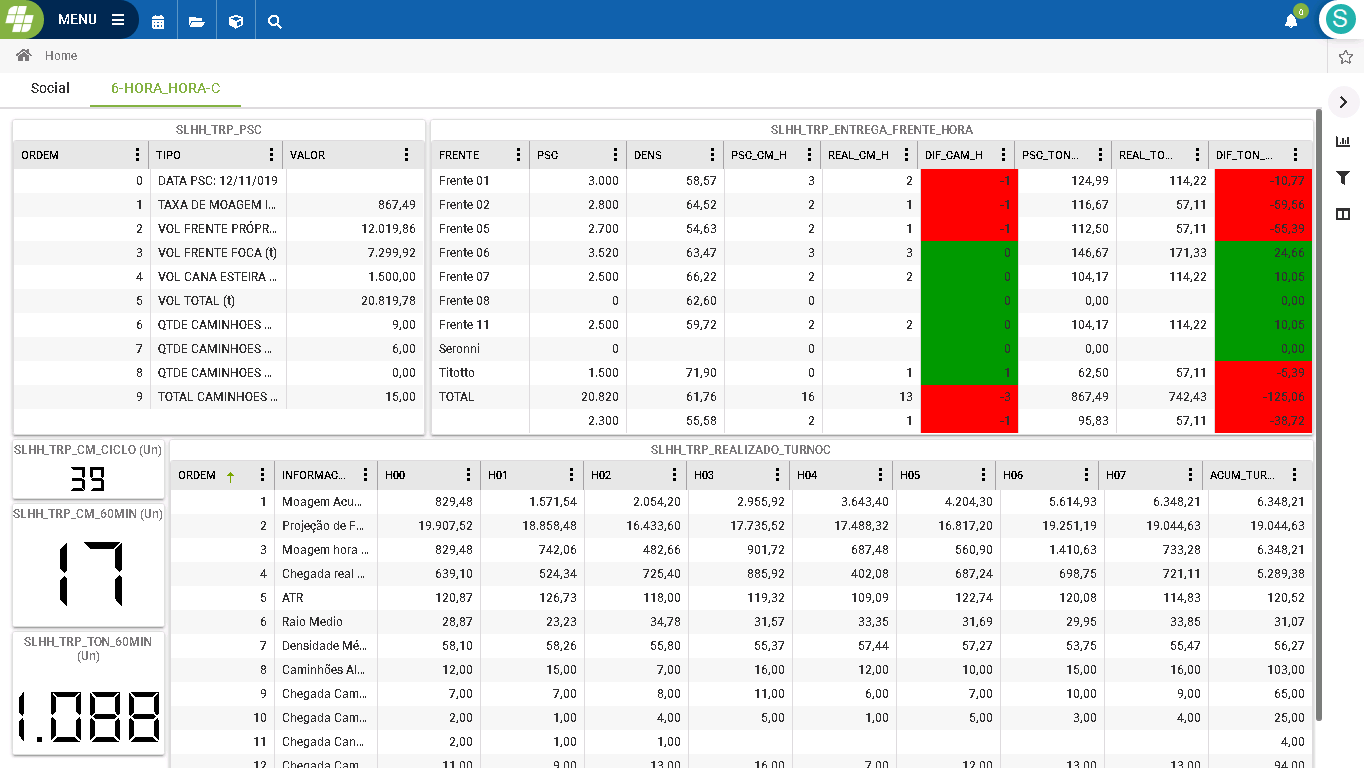 MENU
0
S
Home
Social 6-HORA_HORA-C
SLHH_TRP_PSC
ORDEM TIPO VALOR
0 DATA PSC: 12/11/019
1 TAXA DE MOAGEM I... 867,49
2 VOL FRENTE PRÓPR... 12.019,86
3 VOL FRENTE FOCA (t) 7.299,92
4 VOL CANA ESTEIRA ... 1.500,00
5 VOL TOTAL (t) 20.819,78
6 QTDE CAMINHOES ... 9,00
7 QTDE CAMINHOES ... 6,00
8 QTDE CAMINHOES ... 0,00
9 TOTAL CAMINHOES ... 15,00
SLHH_TRP_ENTREGA_FRENTE_HORA
FRENTE PSC DENS PSC_CM_H REAL_CM_H DIF_CAM_H PSC_TON... REAL_TO... DIF_TON_...
Frente 01 3.000 58,57 3 2 -1 124,99 114,22 -10,77
Frente 02 2.800 64,52 2 1 -1 116,67 57,11 -59,56
Frente 05 2.700 54,63 2 1 -1 112,50 57,11 -55,39
Frente 06 3.520 63,47 3 3 0 146,67 171,33 24,66
Frente 07 2.500 66,22 2 2 0 104,17 114,22 10,05
Frente 08 0 62,60 0 0 0,00 0,00
Frente 11 2.500 59,72 2 2 0 104,17 114,22 10,05
Seronni 0 0 0 0,00 0,00
Titotto 1.500 71,90 0 1 1 62,50 57,11 -5,39
TOTAL 20.820 61,76 16 13 -3 867,49 742,43 -125,06
2.300 55,58 2 1 -1 95,83 57,11 -38,72
SLHH_TRP_CM_CICLO (Un)
39
SLHH_TRP_CM_60MIN (Un)
17
SLHH_TRP_TON_60MIN
(Un)
1.088
SLHH_TRP_REALIZADO_TURNOC
ORDEM INFORMAC... H00 H01 H02 H03 H04 H05 H06 H07 ACUM_TUR...
1 Moagem Acu... 829,48 1.571,54 2.054,20 2.955,92 3.643,40 4.204,30 5.614,93 6.348,21 6.348,21
2 Projeção de F... 19.907,52 18.858,48 16.433,60 17.735,52 17.488,32 16.817,20 19.251,19 19.044,63 19.044,63
3 Moagem hora ... 829,48 742,06 482,66 901,72 687,48 560,90 1.410,63 733,28 6.348,21
4 Chegada real ... 639,10 524,34 725,40 885,92 402,08 687,24 698,75 721,11 5.289,38
5 ATR 120,87 126,73 118,00 119,32 109,09 122,74 120,08 114,83 120,52
6 Raio Medio 28,87 23,23 34,78 31,57 33,35 31,69 29,95 33,85 31,07
7 Densidade Mé... 58,10 58,26 55,80 55,37 57,44 57,27 53,75 55,47 56,27
8 Caminhões Al... 12,00 15,00 7,00 16,00 12,00 10,00 15,00 16,00 103,00
9 Chegada Cam... 7,00 7,00 8,00 11,00 6,00 7,00 10,00 9,00 65,00
10 Chegada Cam... 2,00 1,00 4,00 5,00 1,00 5,00 3,00 4,00 25,00
11 Chegada Can... 2,00 1,00 1,00 4,00
12 Chegada Cam... 11,00 9,00 13,00 16,00 7,00 12,00 13,00 13,00 94,00